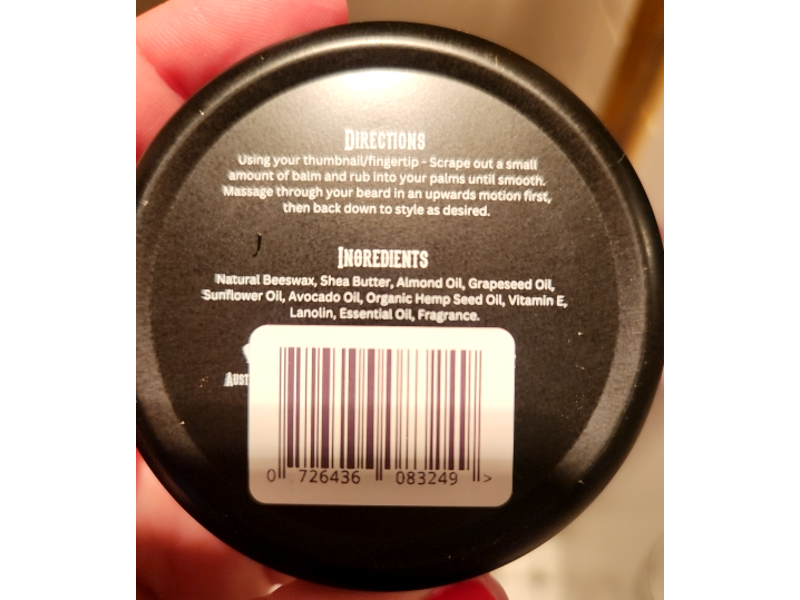 DIRECTIONS
Using your thumbnail/fingertip - Scrape out a small
amount of balm and rub into your palms until smooth.
Massage through your beard in an upwards motion first,
then back down to style as desired.
INGREDIENTS
Natural Beeswax, Shea Butter, Almond Oil, Grapeseed Oil,
Sunflower Oil, Avocado Oil, Organic Hemp Seed Oil, Vitamin E,
Lanolin, Essential Oil, Fragrance.
0 726436 083249 >